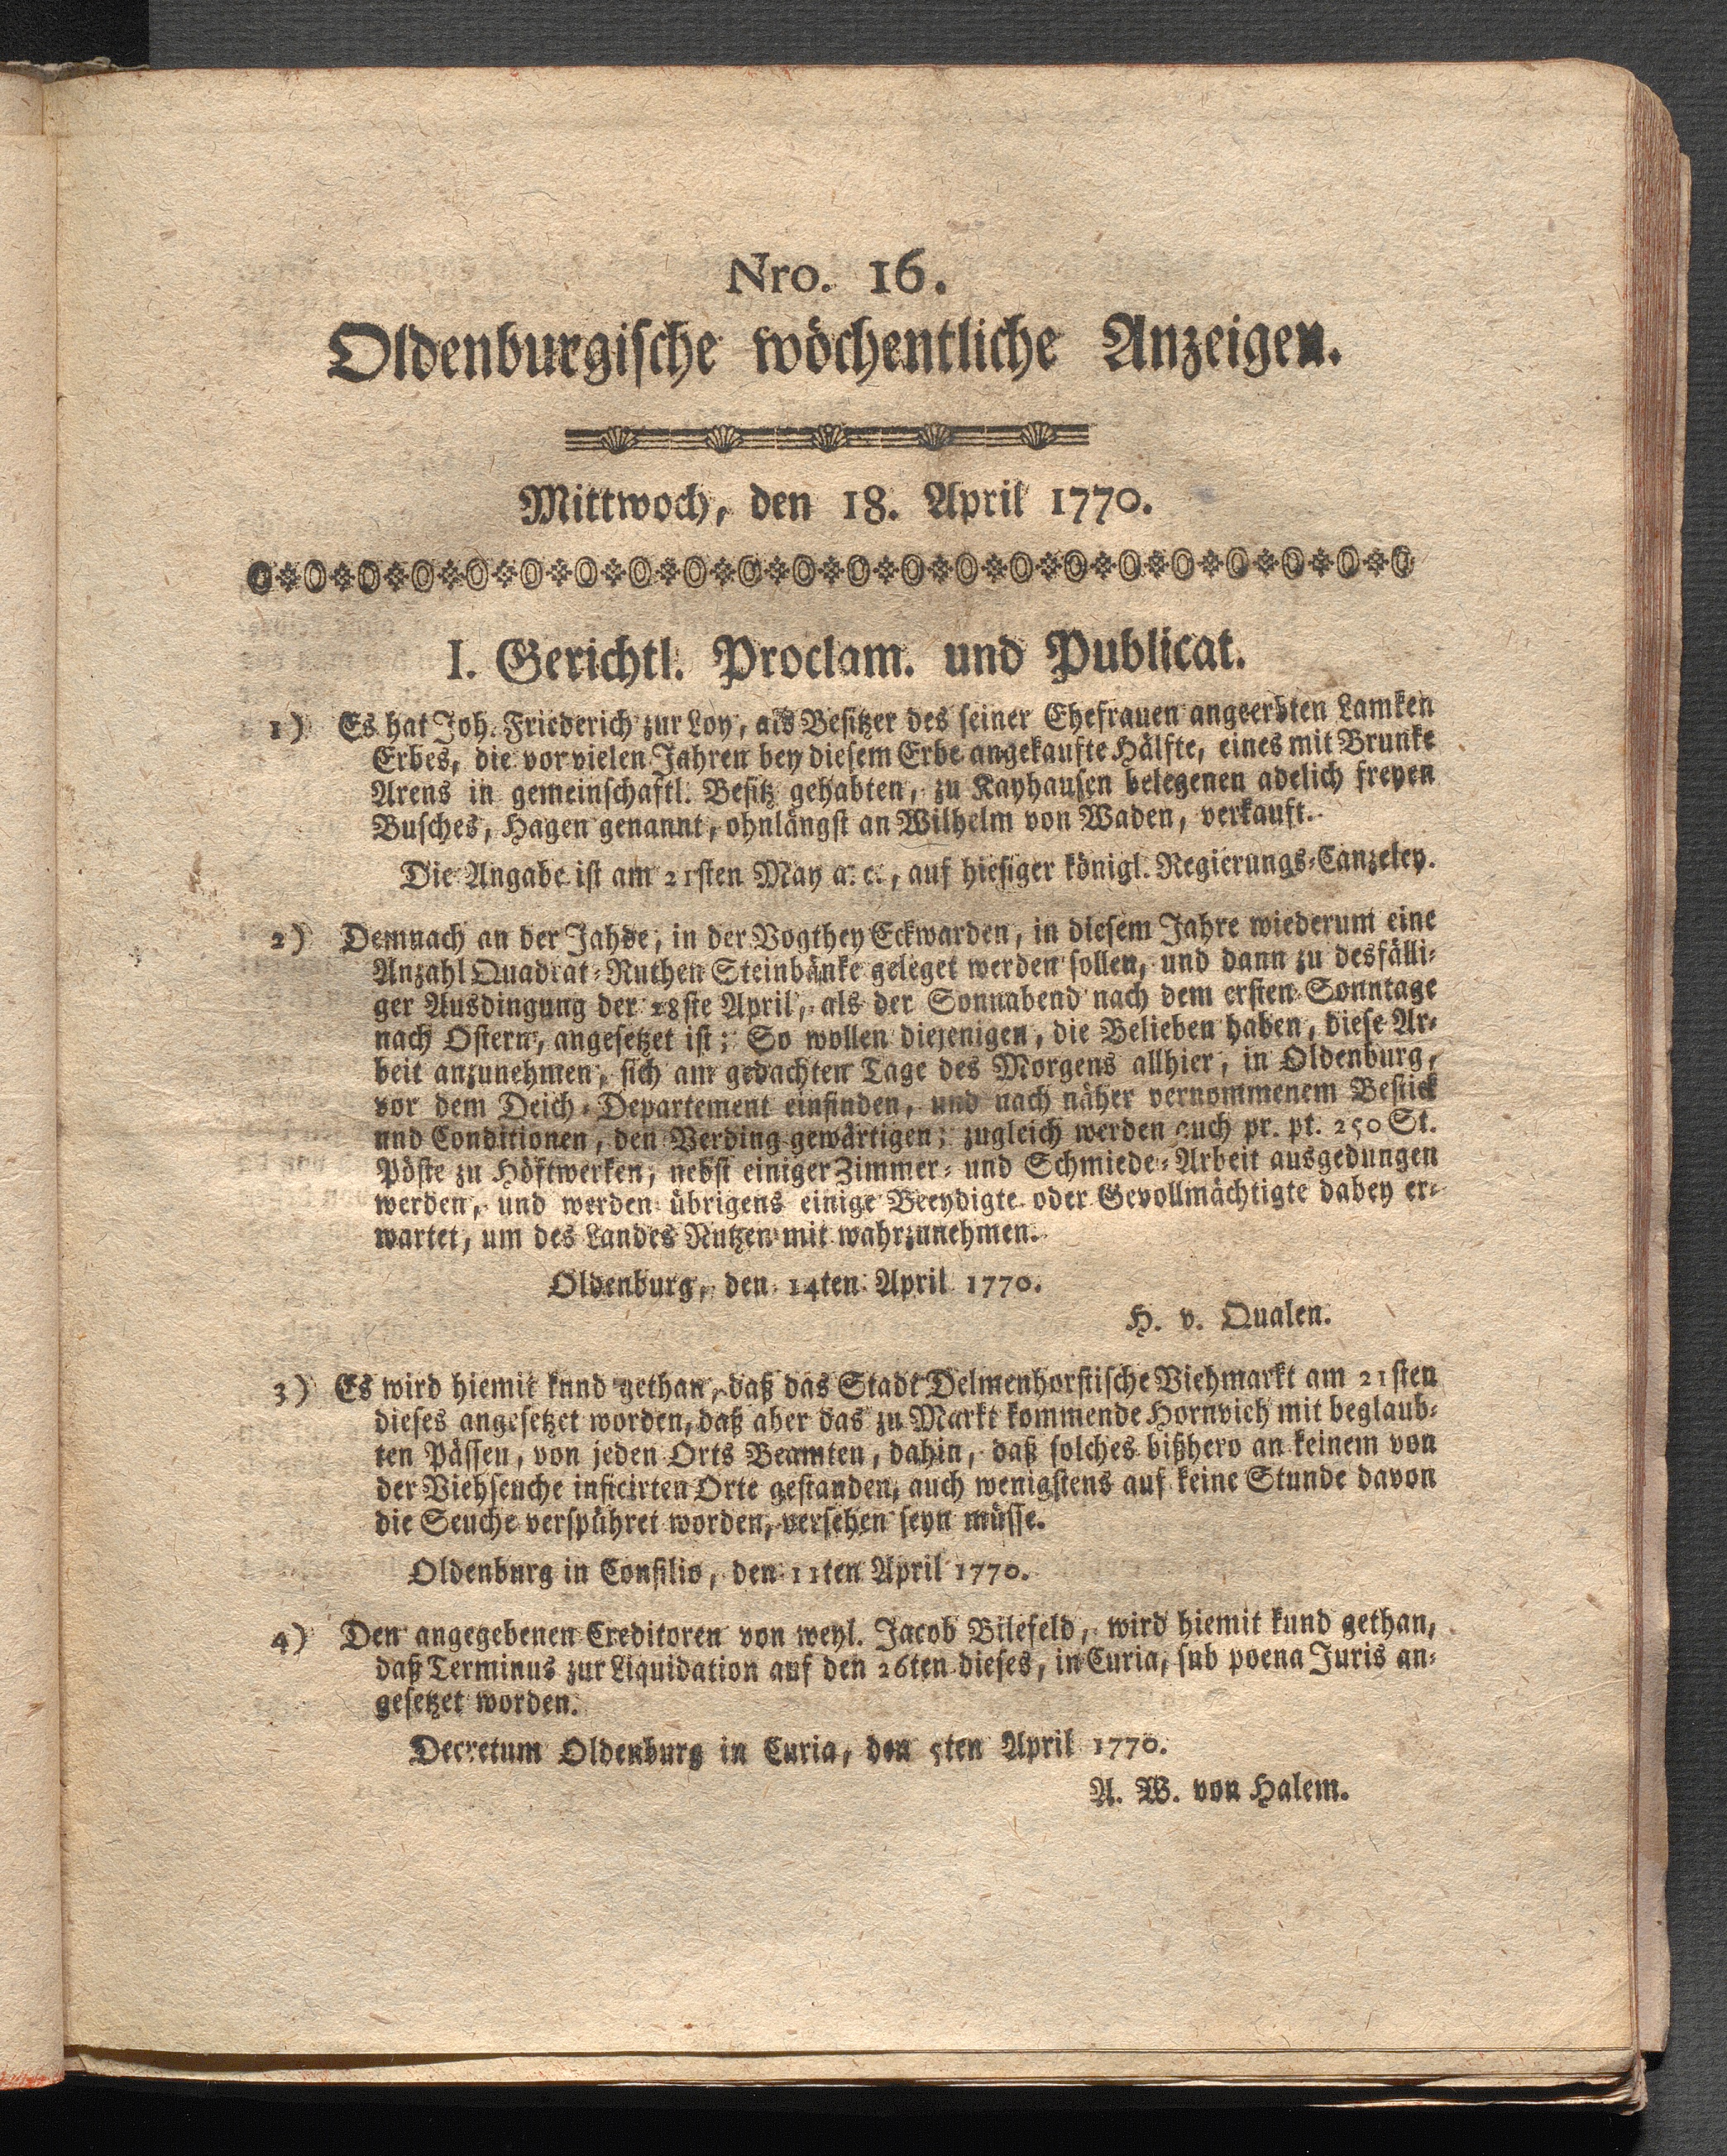 Nro. 16.
Oldenburgische wöchentliche Anzeigen.
Mittwoch, den 18. April 1770.
I. Gerichtl. Proclam. und Publicat.
1) Es hat Joh. Friederich zur Loy, als Besitzer des seiner Ehefrauen angeerbten Lamken
Erbes, die vor vielen Jahren bey diesem Erbe angekaufte Hälfte, eines mit Brunke
Arens in gemeinschaftl. Besitz gehabten, zu Kayhausen belegenen adelich freyen
Busches, Hagen genannt, ohnlängst an Wilhelm von Waden, verkauft.
Die Angabe ist am 21sten May a. c., auf hiesiger königl. Regierungs-Canzeley.
2) Demnach an der Jahde, in der Vogthey Eckwarden, in diesem Jahre wiederum eine
Anzahl Quadrat-Ruthen Steinbänke geleget werden sollen, und dann zu desfälli-
ger Ausdingung der 28ste April, als der Sonnabend nach dem ersten Sonntage
nach Ostern, angesetzet ist; So wollen diejenigen, die Belieben haben, diese Ar-
beit anzunehmen, sich am gedachten Tage des Morgens allhier, in Oldenburg,
vor dem Deich-Departement einfinden, und nach näher vernommenem Bestick
und Conditionen, den Verding gewärtigen; zugleich werden auch pr. pt. 250 St.
Pöste zu Höftwerken, nebst einiger Zimmer- und Schmiede-Arbeit ausgedungen
werden, und werden übrigens einige Beeydigte oder Gevollmächtigte dabey er-
wartet, um des Landes Nutzen mit wahrzunehmen.
Oldenburg, den 14ten April 1770.
H. v. Qualen.
3) Es wird hiemit knnd gethan, daß das Stadt Delmenhorstische Viehmarkt am 21sten
dieses angesetzet worden, daß aber das zu Markt kommende Hornvieh mit beglaub-
ten Pässen, von jeden Orts Beamten, dahin, daß solches bißhero an keinem von
der Viehseuche inficirten Orte gestanden, auch wenigstens auf keine Stunde davon
die Seuche verspühret worden, versehen seyn müsse.
Oldenburg in Consilio, den 11ten April 1770.
4) Den angegebenen Creditoren von weyl. Jacob Bilefeld, wird hiemit kund gethan,
daß Terminus zur Liquidation auf den 26ten dieses, in Curia, sub poena Juris an-
gesetzet worden.
Decretum Oldenburg in Curia, den 5ten April 1770.
A. W. von Halem.